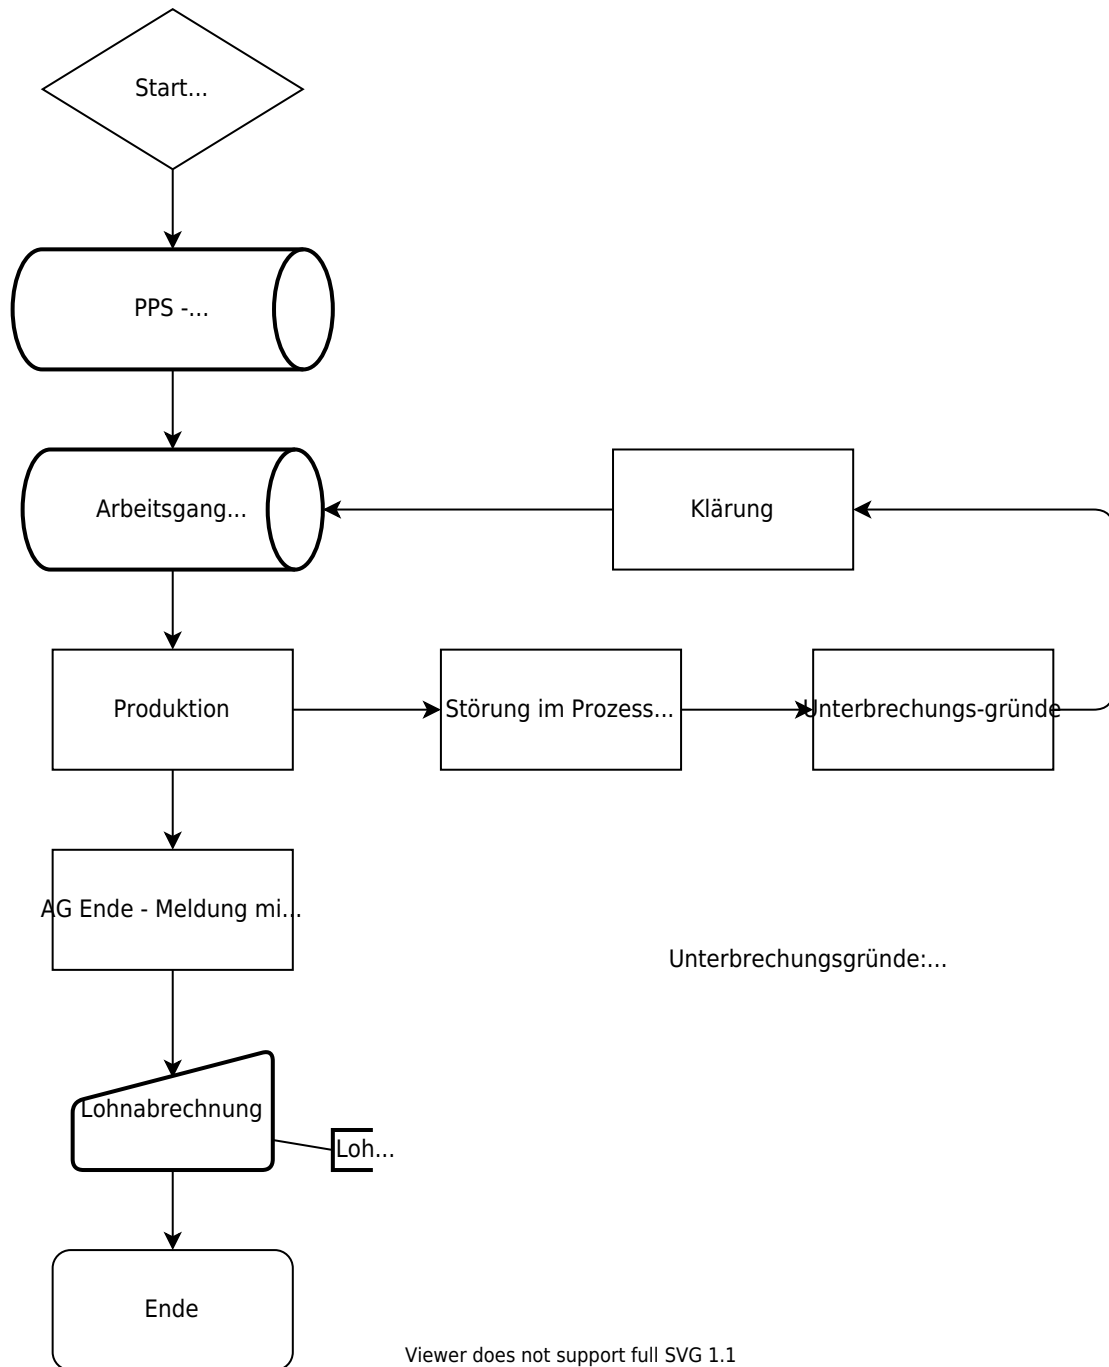 Start...
PPS -...
Arbeitsgang...
Klärung
Produktion
Störung im Prozess...
Unterbrechungs-gründe
AG Ende - Meldung mi...
Unterbrechungsgründe:...
Lohnabrechnung
Loh...
Ende
Viewer does not support full SVG 1.1